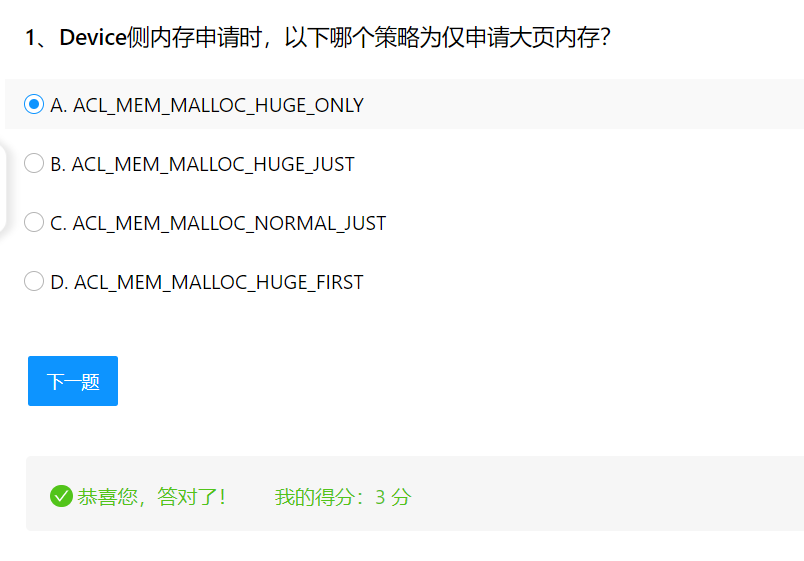 1、Device侧内存申请时，以下哪个策略为仅申请大页内存？
A. ACL_MEM_MALLOC_HUGE_ONLY
B. ACL_MEM_MALLOC_HUGE_JUST
C. ACL_MEM_MALLOC_NORMAL_JUST
D. ACL_MEM_MALLOC_HUGE_FIRST
下一题
恭喜您，答对了！ 我的得分：3 分